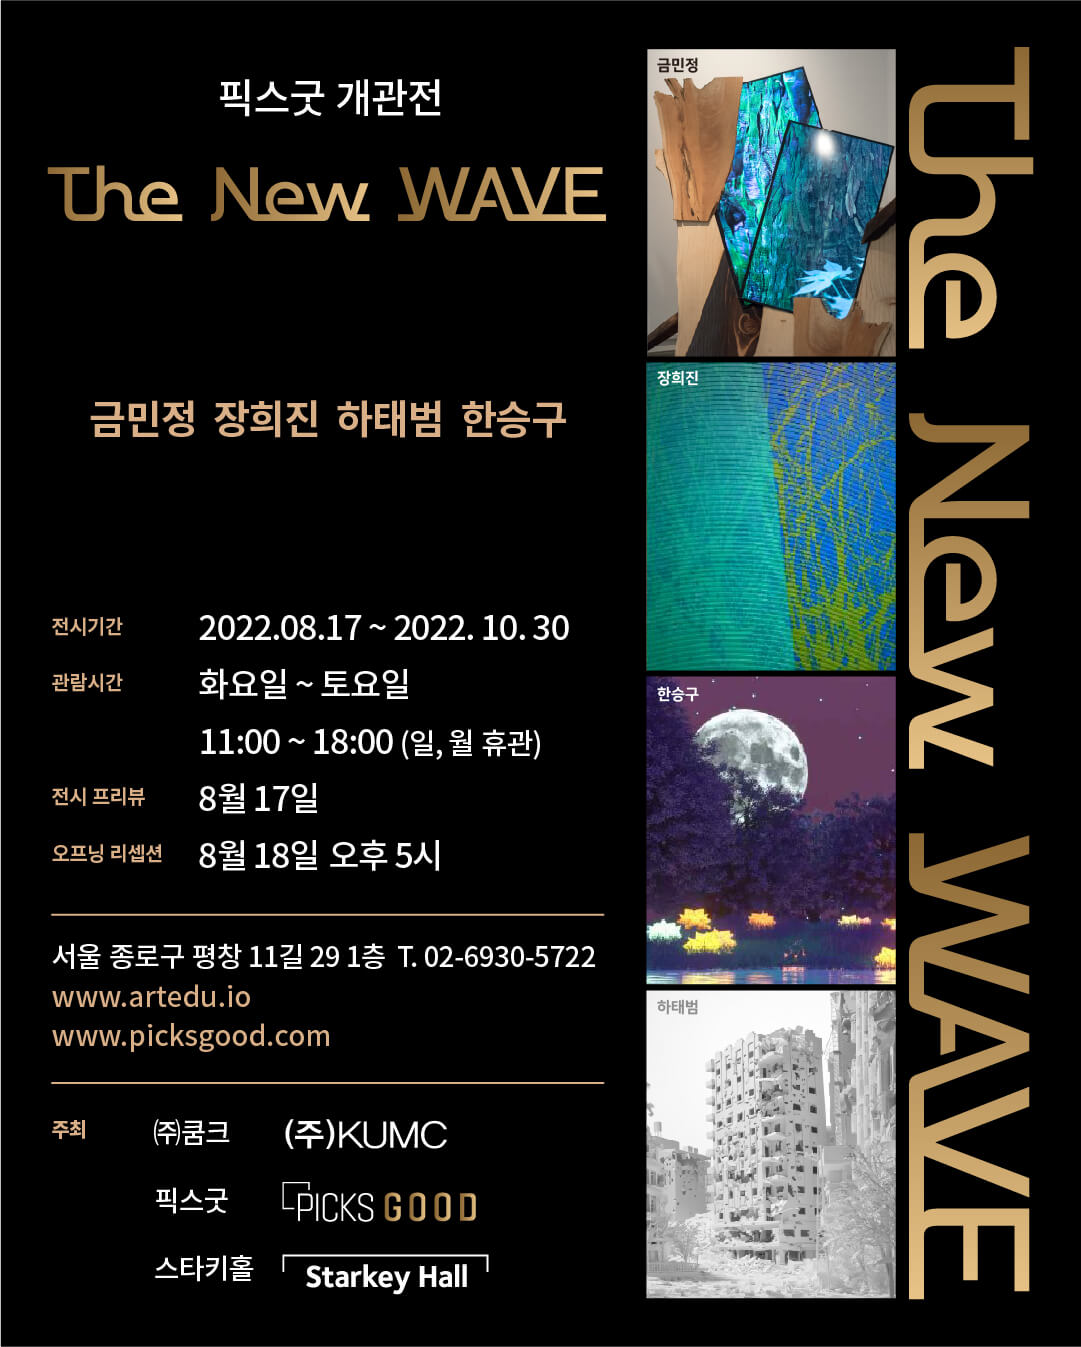 픽스굿 개관전
The New WAVE
금민정 장희진 하태범 한승구
전시기간 2022.08.17 ~ 2022. 10. 30
관람시간 화요일 ~ 토요일
11:00 ~ 18:00 (일, 월 휴관)
전시 프리뷰 8월 17일
오프닝 리셉션 8월 18일 오후 5시
서울 종로구 평창 11길 29 1층 T. 02-6930-5722
www.artedu.io
www.picksgood.com
주최 ㈜쿰크 (주)KUMC
픽스굿 PICKS GOOD
스타키홀 Starkey Hall
금민정
장희진
한승구
하태범
The New WAVE